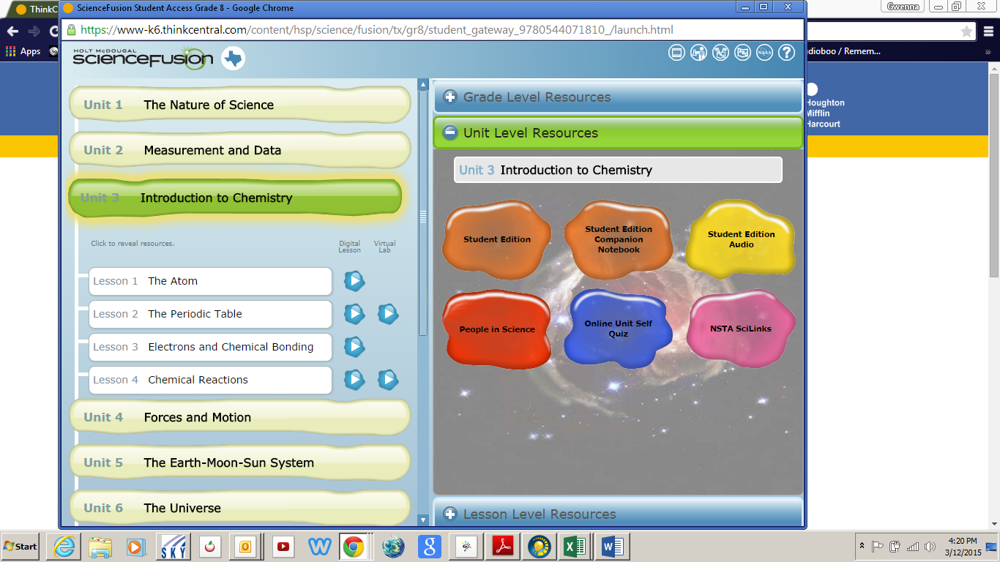 ThinkC
ScienceFusion Student Access Grade 8 - Google Chrome
Gwenna
https://www-k6.thinkcentral.com/content/hsp/science/fusion/tx/gr8/student_gateway_9780544071810_/launch.html
Apps
udioboo / Remem...
»
HOLT McDOUGAL
SCIENCEFUSION
NASA
?
Houghton
Mifflin
Harcourt
Unit 1 The Nature of Science
Unit 2 Measurement and Data
Unit 3 Introduction to Chemistry
Click to reveal resources.
Digital Lesson
Virtual Lab
Lesson 1 The Atom
Lesson 2 The Periodic Table
Lesson 3 Electrons and Chemical Bonding
Lesson 4 Chemical Reactions
Unit 4 Forces and Motion
Unit 5 The Earth-Moon-Sun System
Unit 6 The Universe
Grade Level Resources
Unit Level Resources
Unit 3 Introduction to Chemistry
Student Edition
Student Edition
Companion
Notebook
Student Edition
Audio
People in Science
Online Unit Self
Quiz
NSTA SciLinks
Lesson Level Resources
Start
SKY
4:20 PM
3/12/2015